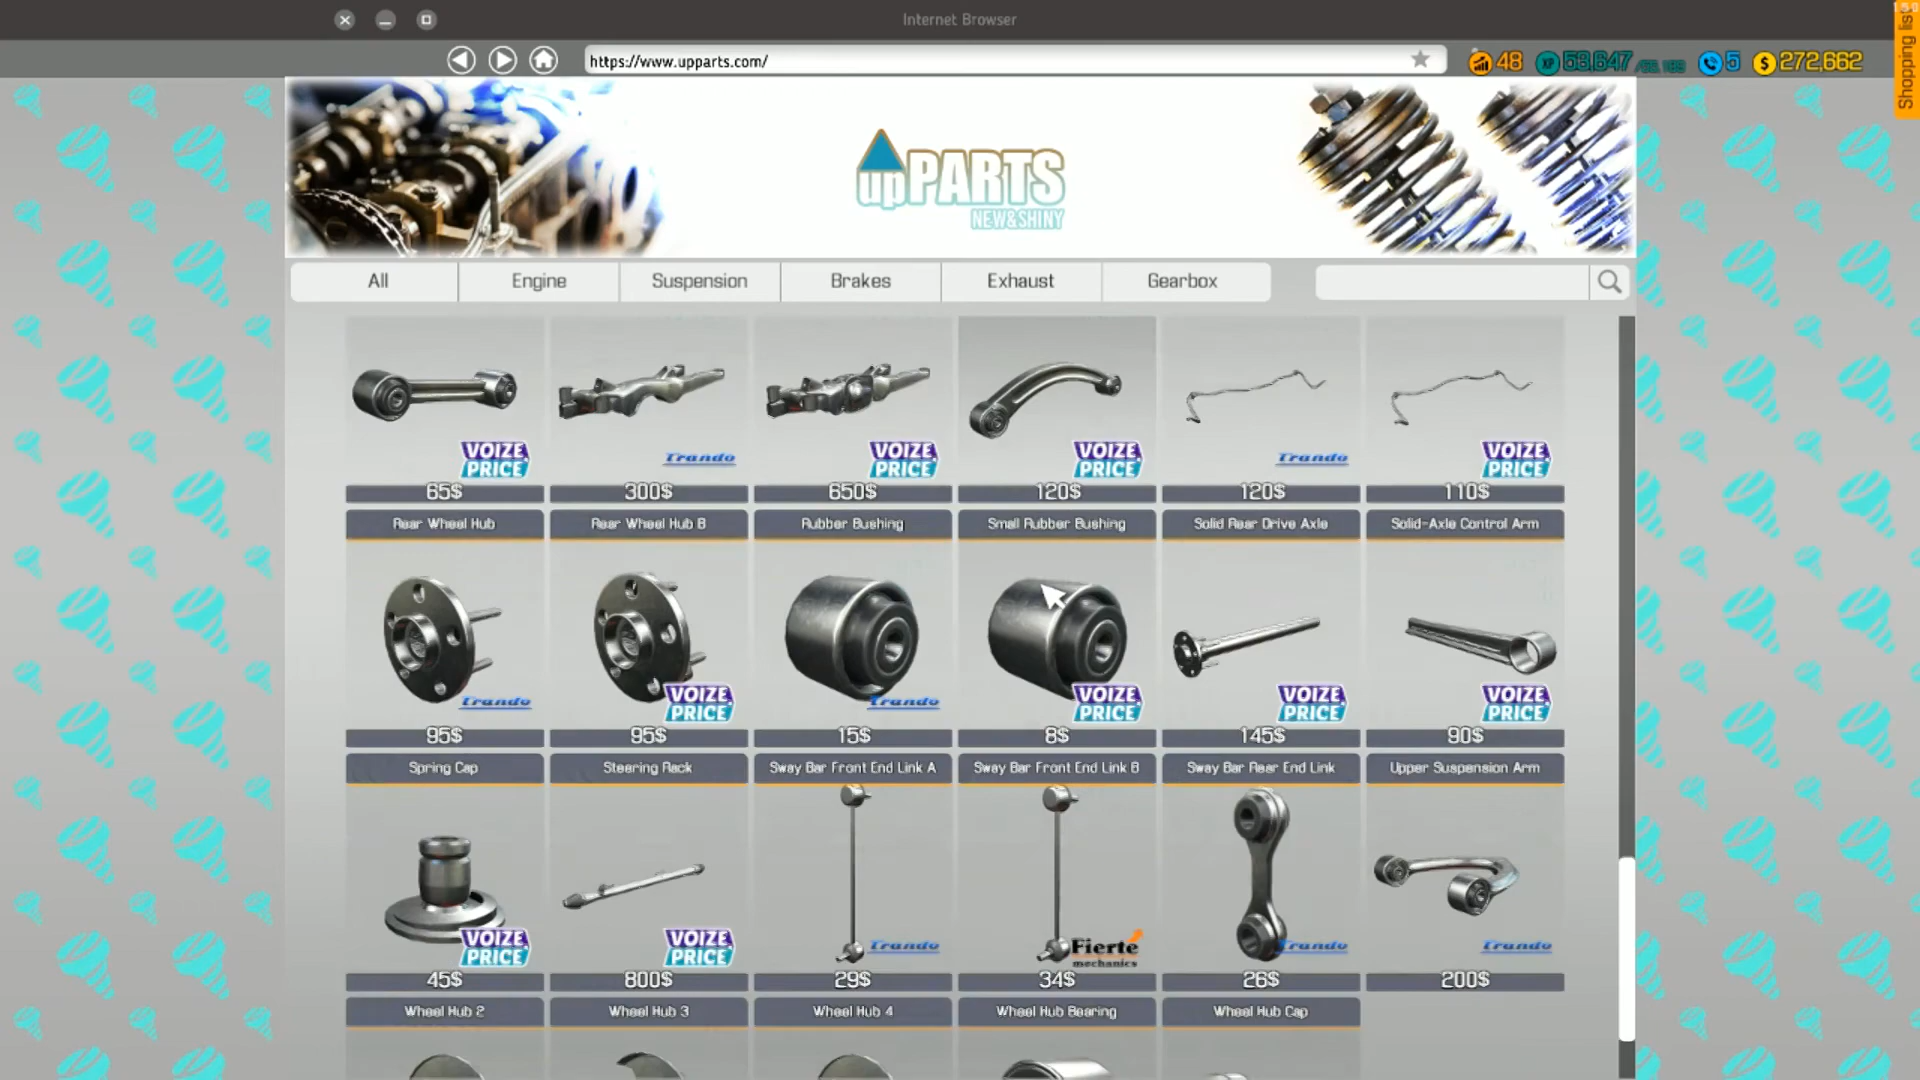 Internet Browser
https://www.upparts.com/
48
5
272,662
Shopping lis
upPARTS
NEW&SHINY
All
Engine
Suspension
Brakes
Exhaust
Gearbox
VOIZE PRICE
Trando
VOIZE PRICE
VOIZE PRICE
Trando
VOIZE PRICE
65$
300$
650$
120$
120$
110$
Rear Wheel Hub
Rear Wheel Hub B
Rubber Bushing
Small Rubber Bushing
Solid Rear Drive Axle
Solid-Axle Control Arm
Trando
VOIZE PRICE
Trando
VOIZE PRICE
VOIZE PRICE
VOIZE PRICE
95$
95$
15$
8$
145$
90$
Spring Cap
Steering Rack
Sway Bar Front End Link A
Sway Bar Front End Link B
Sway Bar Rear End Link
Upper Suspension Arm
VOIZE PRICE
VOIZE PRICE
Trando
Fierte mechanics
Trando
Trando
45$
800$
29$
34$
26$
200$
Wheel Hub 2
Wheel Hub 3
Wheel Hub 4
Wheel Hub Bearing
Wheel Hub Cap